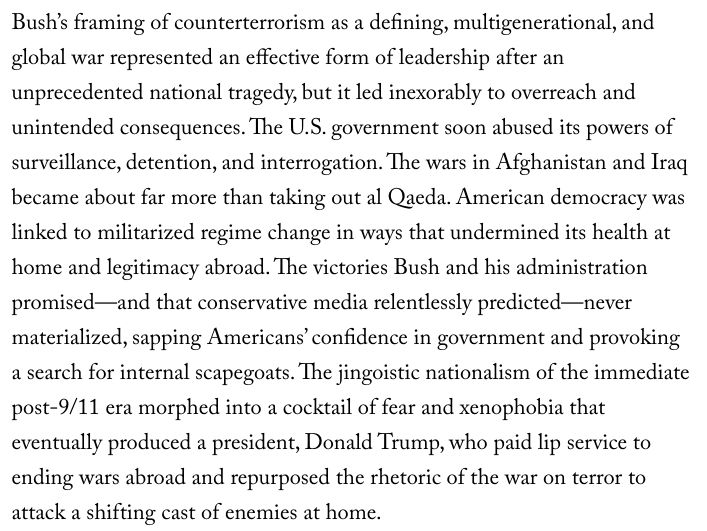 Bush’s framing of counterterrorism as a defining, multigenerational, and
global war represented an effective form of leadership after an
unprecedented national tragedy, but it led inexorably to overreach and
unintended consequences. The U.S. government soon abused its powers of
surveillance, detention, and interrogation. The wars in Afghanistan and Iraq
became about far more than taking out al Qaeda. American democracy was
linked to militarized regime change in ways that undermined its health at
home and legitimacy abroad. The victories Bush and his administration
promised—and that conservative media relentlessly predicted—never
materialized, sapping Americans’ confidence in government and provoking
a search for internal scapegoats. The jingoistic nationalism of the immediate
post-9/11 era morphed into a cocktail of fear and xenophobia that
eventually produced a president, Donald Trump, who paid lip service to
ending wars abroad and repurposed the rhetoric of the war on terror to
attack a shifting cast of enemies at home.